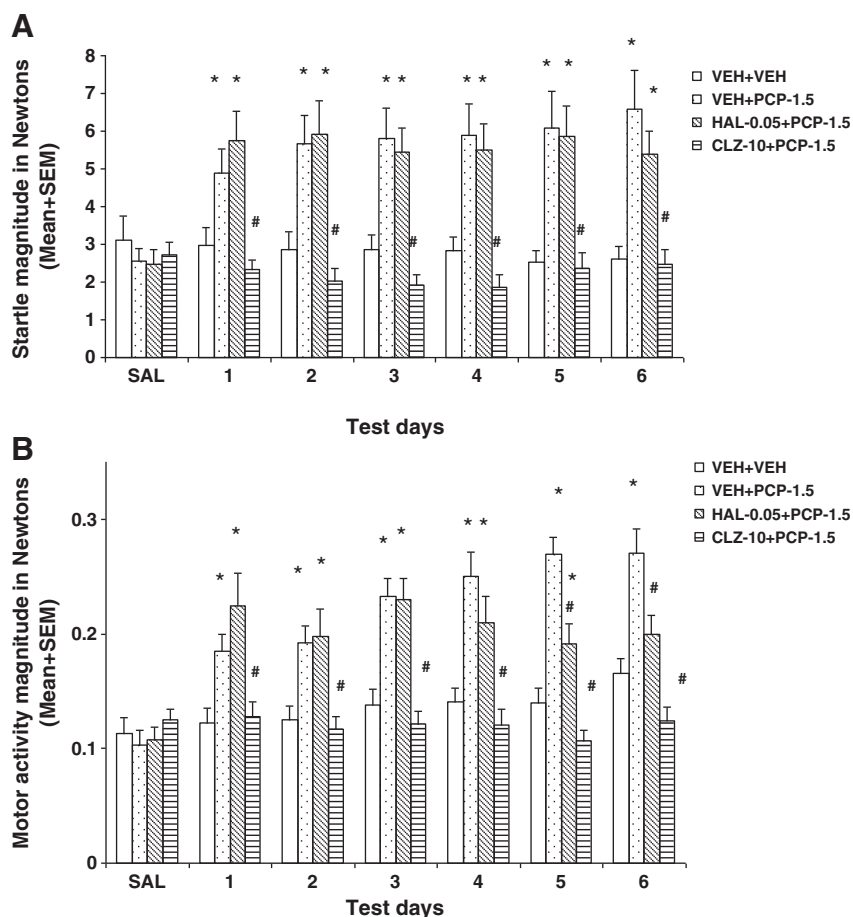 A
Startle magnitude in Newtons
(Mean+SEM)
8
7
6
5
4
3
2
1
0
* *
* *
* *
* *
* *
*
*
#
#
#
#
#
#
VEH+VEH
VEH+PCP-1.5
HAL-0.05+PCP-1.5
CLZ-10+PCP-1.5
SAL 1 2 3 4 5 6
Test days
B
Motor activity magnitude in Newtons
(Mean+SEM)
0.3
0.2
0.1
0
*
*
* *
* *
* *
*
*
#
*
#
#
#
#
#
#
#
VEH+VEH
VEH+PCP-1.5
HAL-0.05+PCP-1.5
CLZ-10+PCP-1.5
SAL 1 2 3 4 5 6
Test days